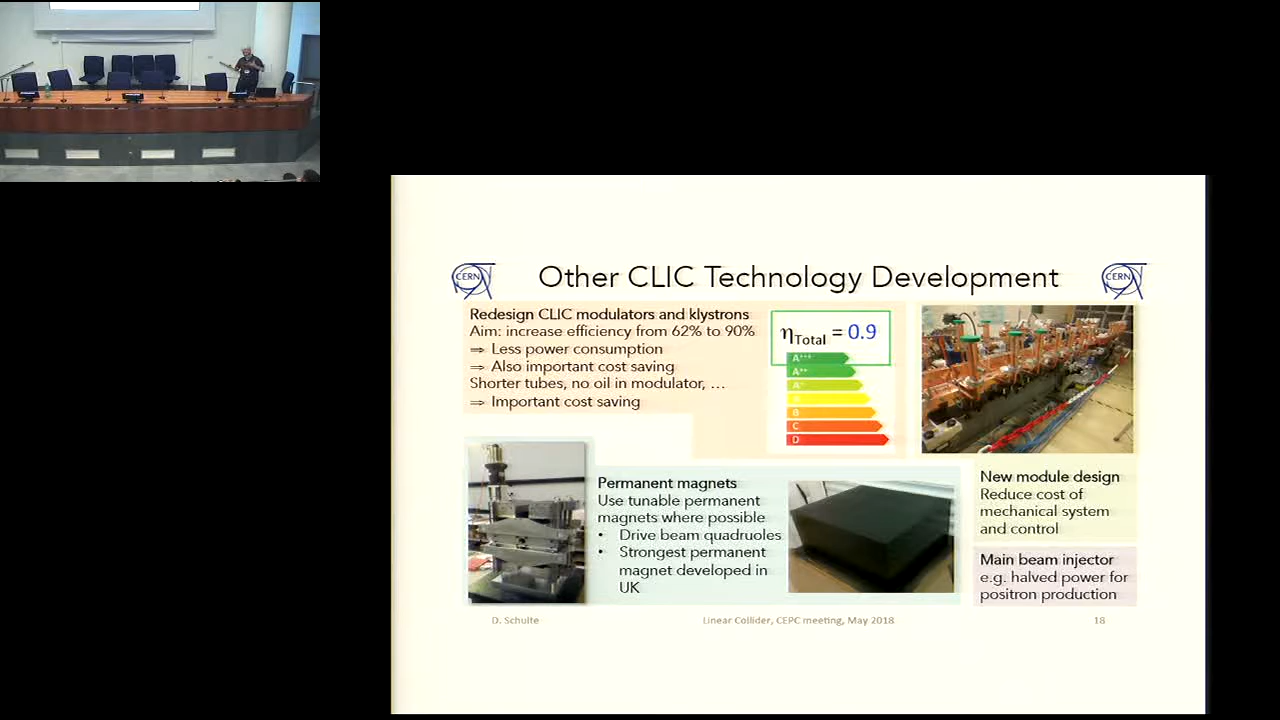 CERN
Other CLIC Technology Development
CERN
Redesign CLIC modulators and klystrons
Aim: increase efficiency from 62% to 90%
⇒ Less power consumption
⇒ Also important cost saving
Shorter tubes, no oil in modulator, …
⇒ Important cost saving
ηTotal = 0.9
A+++
A++
A+
B
C
D
Permanent magnets
Use tunable permanent
magnets where possible
• Drive beam quadruoles
• Strongest permanent
magnet developed in
UK
New module design
Reduce cost of
mechanical system
and control
Main beam injector
e.g. halved power for
positron production
D. Schulte
Linear Collider, CEPC meeting, May 2018
18